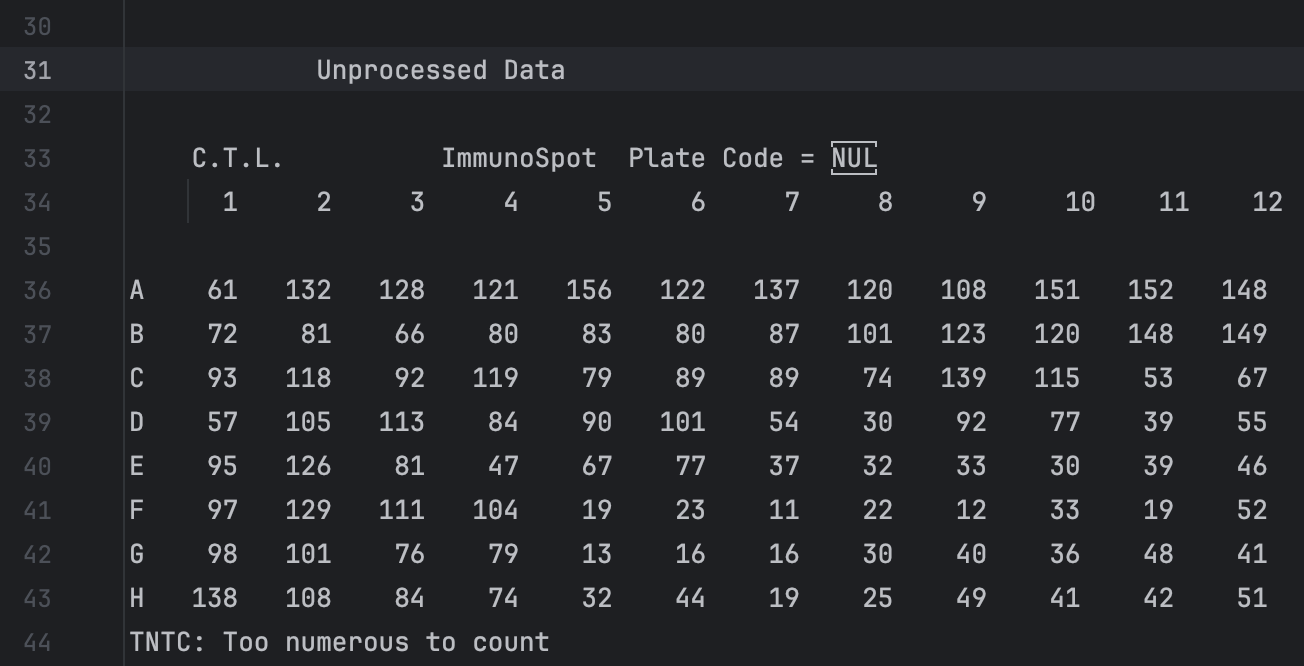 30
31 Unprocessed Data
32
33 C.T.L. ImmunoSpot Plate Code = NUL
34 1 2 3 4 5 6 7 8 9 10 11 12
35
36 A 61 132 128 121 156 122 137 120 108 151 152 148
37 B 72 81 66 80 83 80 87 101 123 120 148 149
38 C 93 118 92 119 79 89 89 74 139 115 53 67
39 D 57 105 113 84 90 101 54 30 92 77 39 55
40 E 95 126 81 47 67 77 37 32 33 30 39 46
41 F 97 129 111 104 19 23 11 22 12 33 19 52
42 G 98 101 76 79 13 16 16 30 40 36 48 41
43 H 138 108 84 74 32 44 19 25 49 41 42 51
44 TNTC: Too numerous to count